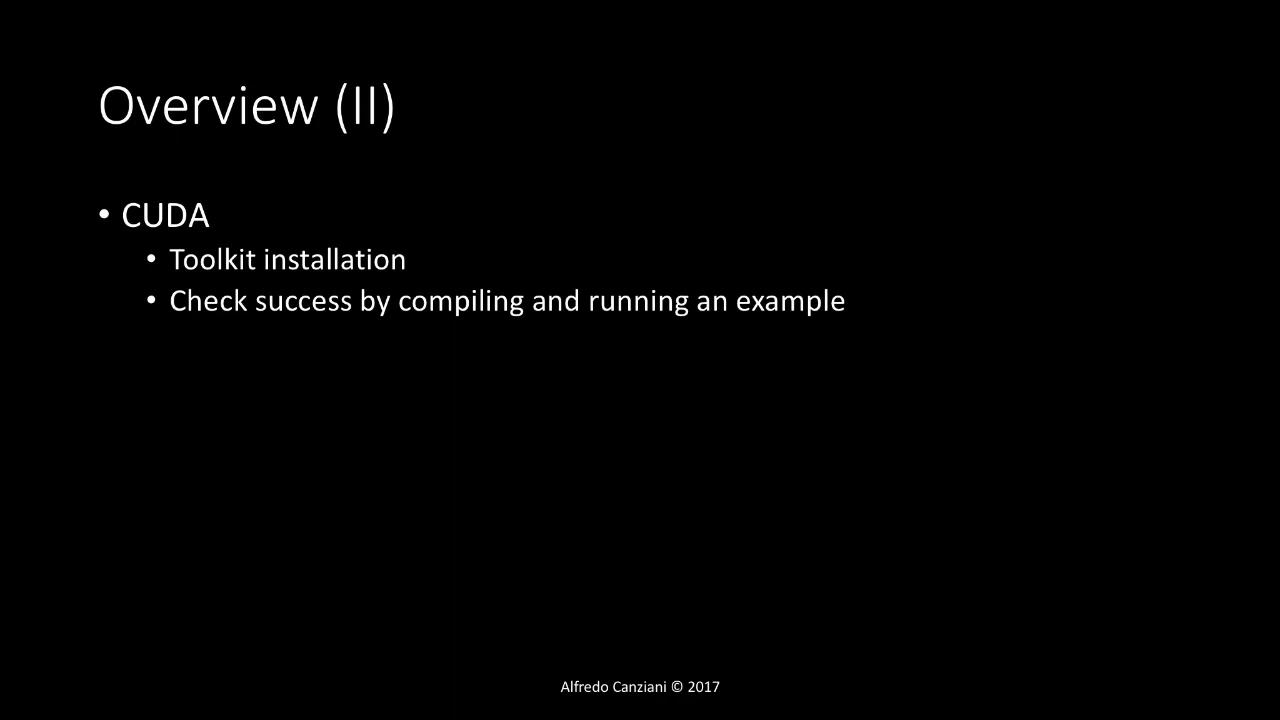 Overview (II)
• CUDA
• Toolkit installation
• Check success by compiling and running an example
Alfredo Canziani © 2017